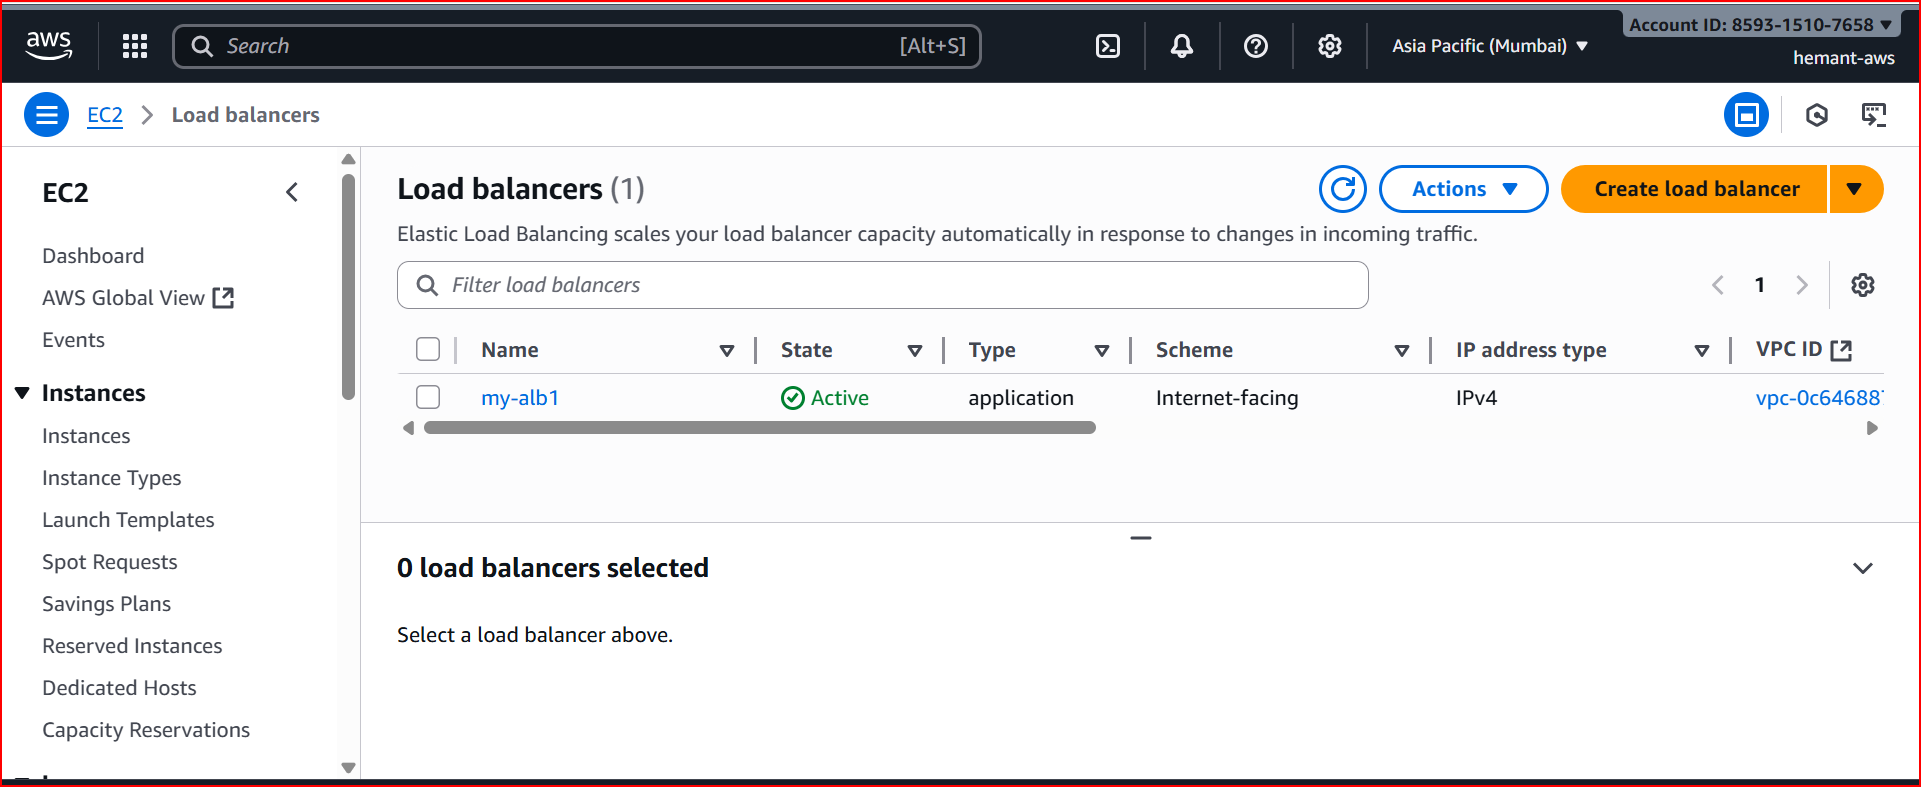 aws
Search [Alt+S]
Asia Pacific (Mumbai)
Account ID: 8593-1510-7658
hemant-aws
EC2 Load balancers
EC2
Dashboard
AWS Global View
Events
Instances
Instances
Instance Types
Launch Templates
Spot Requests
Savings Plans
Reserved Instances
Dedicated Hosts
Capacity Reservations
Load balancers (1)
Actions
Create load balancer
Elastic Load Balancing scales your load balancer capacity automatically in response to changes in incoming traffic.
Filter load balancers
1
Name State Type Scheme IP address type VPC ID
my-alb1 Active application Internet-facing IPv4 vpc-0c64688
0 load balancers selected
Select a load balancer above.